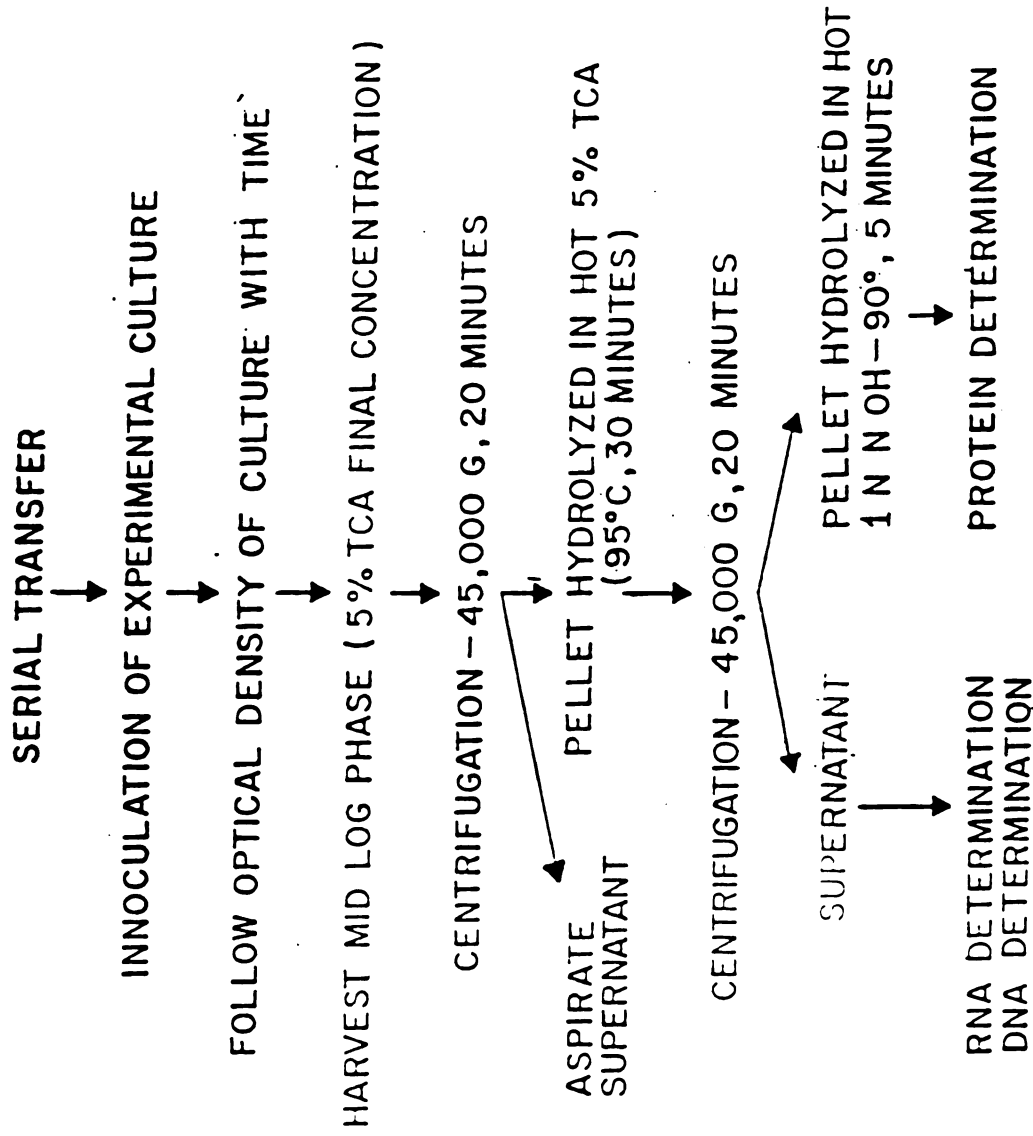 SERIAL TRANSFER
INNOCULATION OF EXPERIMENTAL CULTURE
FOLLOW OPTICAL DENSITY OF CULTURE WITH TIME
HARVEST MID LOG PHASE (5% TCA FINAL CONCENTRATION)
CENTRIFUGATION – 45,000 G, 20 MINUTES
ASPIRATE
SUPERNATANT
PELLET HYDROLYZED IN HOT 5% TCA
(95°C, 30 MINUTES)
CENTRIFUGATION – 45,000 G, 20 MINUTES
SUPERNATANT
PELLET HYDROLYZED IN HOT
1 N N OH – 90°, 5 MINUTES
RNA DETERMINATION
DNA DETERMINATION
PROTEIN DETERMINATION